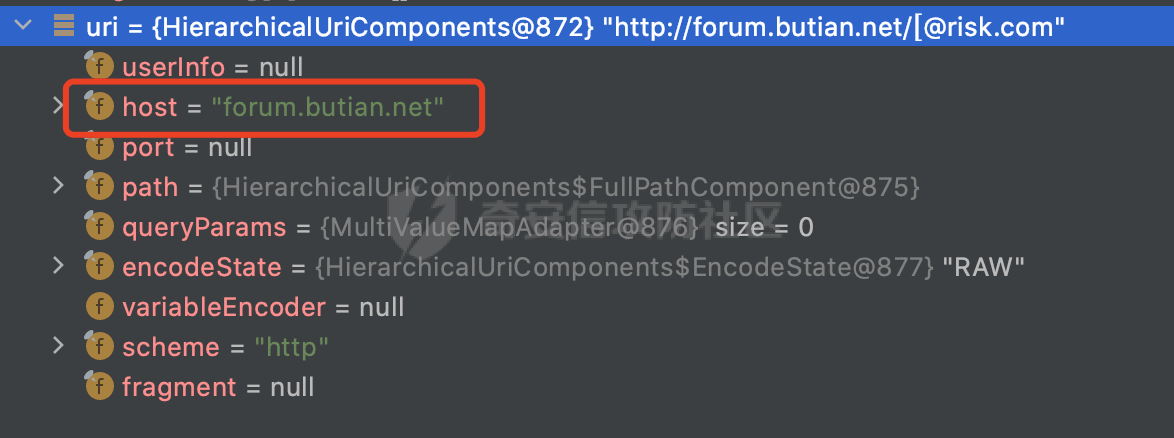 uri = {HierarchicalUriComponents@872} "http://forum.butian.net/[@risk.com"
f userInfo = null
f host = "forum.butian.net"
f port = null
f path = {HierarchicalUriComponents$FullPathComponent@875}
f queryParams = {MultiValueMapAdapter@876} size = 0
奇安信攻防社区
f encodeState = {HierarchicalUriComponents$EncodeState@877} "RAW"
f variableEncoder = null
f scheme = "http"
f fragment = null